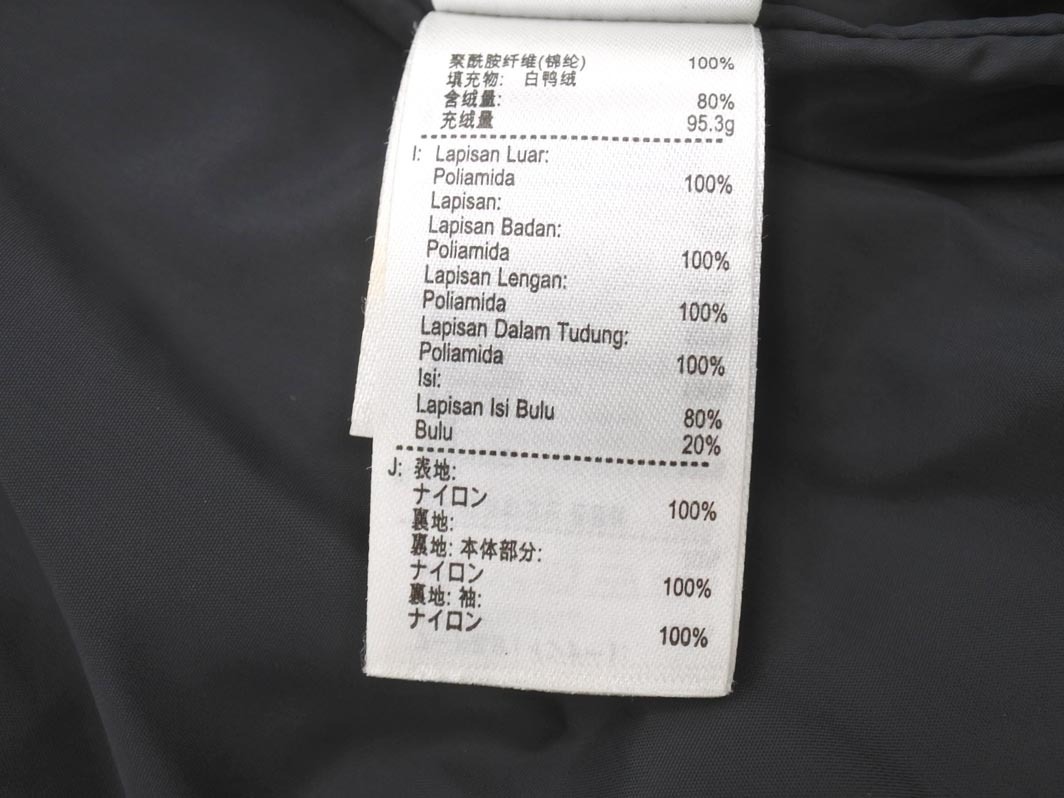 聚酰胺纤维(锦纶) 100%
填充物: 白鸭绒
含绒量: 80%
充绒量 95.3g
I: Lapisan Luar:
Poliamida 100%
Lapisan:
Lapisan Badan:
Poliamida 100%
Lapisan Lengan:
Poliamida 100%
Lapisan Dalam Tudung:
Poliamida 100%
Isi:
Lapisan Isi Bulu 80%
Bulu 20%
J: 表地:
ナイロン 100%
裏地:
裏地: 本体部分:
ナイロン 100%
裏地: 袖:
ナイロン 100%